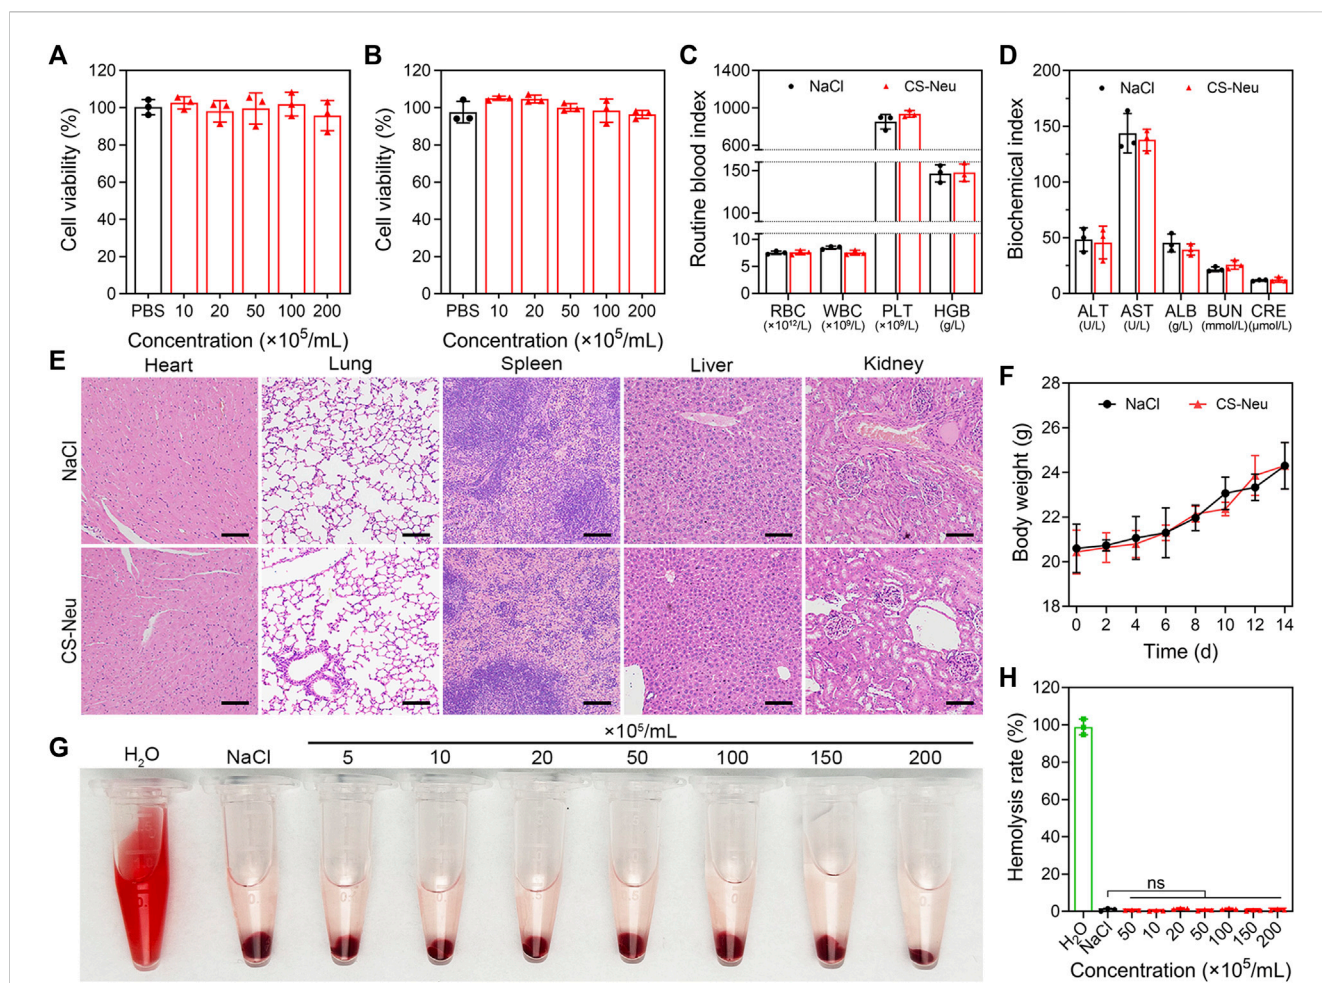 A
Cell viability (%)
120
100
80
60
40
20
0
PBS 10 20 50 100 200
Concentration (×10⁵/mL)
B
Cell viability (%)
120
100
80
60
40
20
0
PBS 10 20 50 100 200
Concentration (×10⁵/mL)
C
NaCl CS-Neu
Routine blood index
1400
1000
600
150
100
10
5
0
RBC WBC PLT HGB
(×10¹²/L) (×10⁹/L) (×10⁹/L) (g/L)
D
NaCl CS-Neu
Biochemical index
200
150
100
50
0
ALT AST ALB BUN CRE
(U/L) (U/L) (g/L) (mmol/L) (μmol/L)
E
Heart Lung Spleen Liver Kidney
NaCl
CS-Neu
F
NaCl CS-Neu
Body weight (g)
28
26
24
22
20
18
0 2 4 6 8 10 12 14
Time (d)
G
×10⁵/mL
H₂O NaCl 5 10 20 50 100 150 200
H
Hemolysis rate (%)
120
100
80
60
40
20
0
ns
H₂O NaCl 50 10 20 50 100 150 200
Concentration (×10⁵/mL)